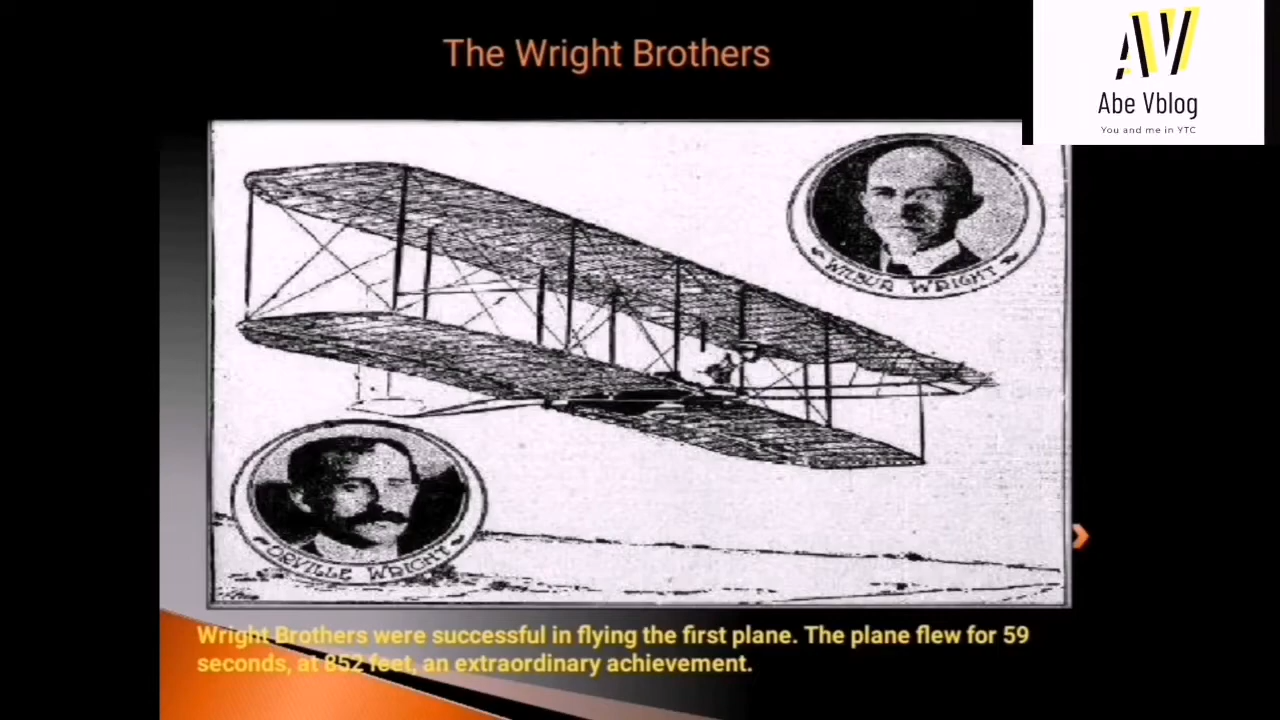 The Wright Brothers
AV
Abe Vblog
You and me in YTC
WILBUR WRIGHT
ORVILLE WRIGHT
Wright Brothers were successful in flying the first plane. The plane flew for 59
seconds, at 852 feet, an extraordinary achievement.